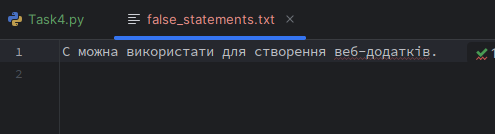 Task4.py
false_statements.txt
1 С можна використати для створення веб-додатків.
2